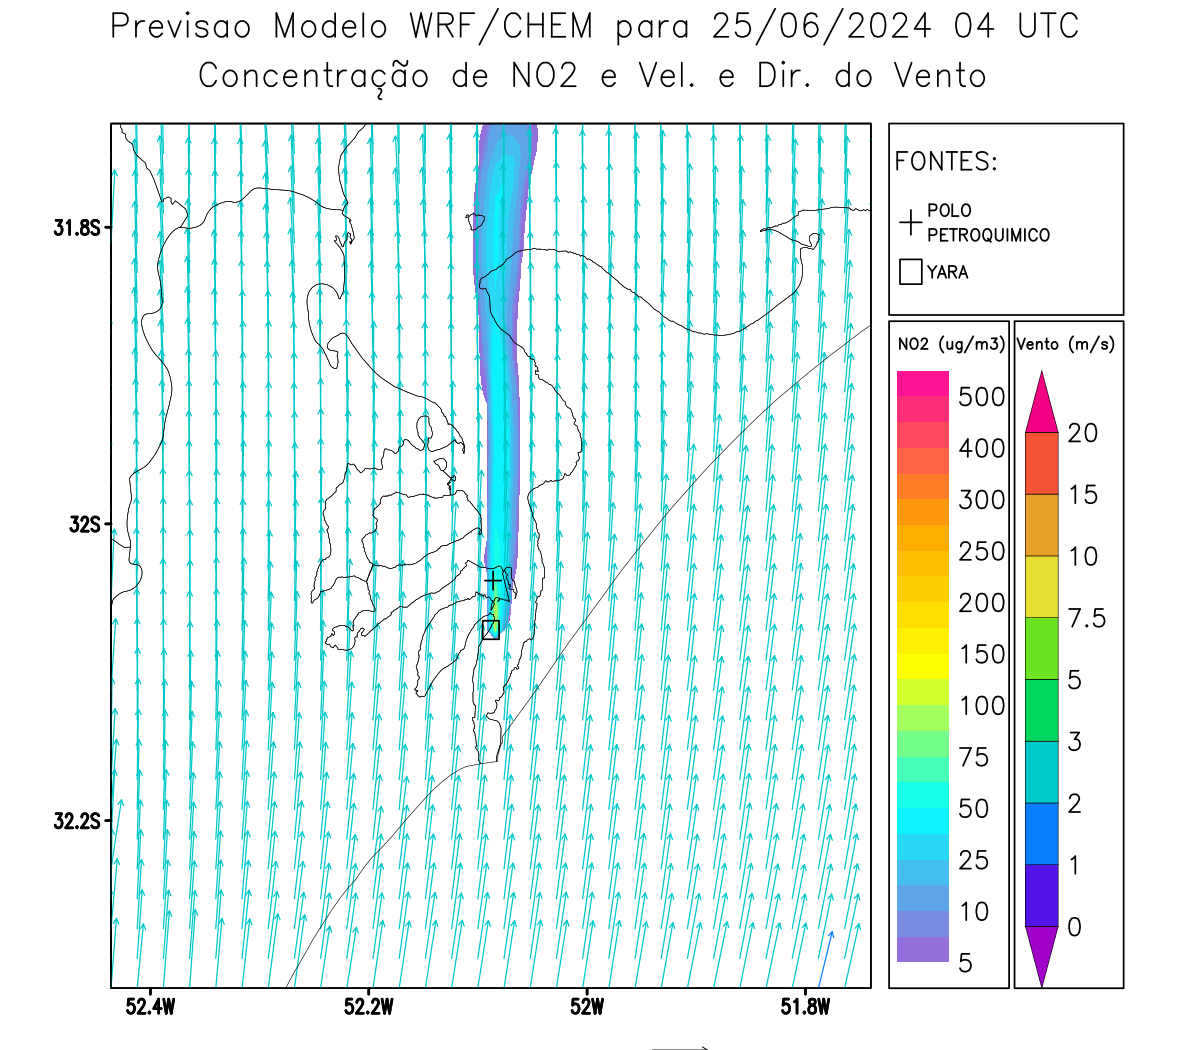 Previsao Modelo WRF/CHEM para 25/06/2024 04 UTC
Concentração de NO2 e Vel. e Dir. do Vento
FONTES:
POLO
PETROQUIMICO
YARA
31.8S
32S
32.2S
52.4W
52.2W
52W
51.8W
NO2 (ug/m3)
500
400
300
250
200
150
100
75
50
25
10
5
Vento (m/s)
20
15
10
7.5
5
3
2
1
0